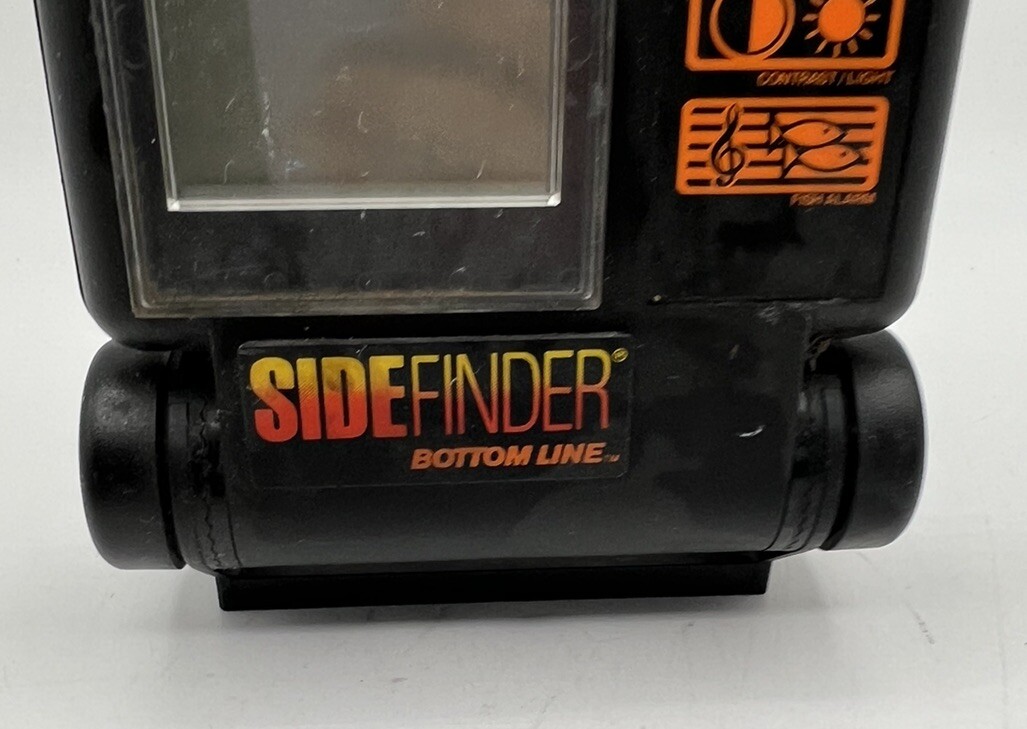 CONTRAST/LIGHT
FISH ALARM
SIDEFINDER®
BOTTOM LINE™